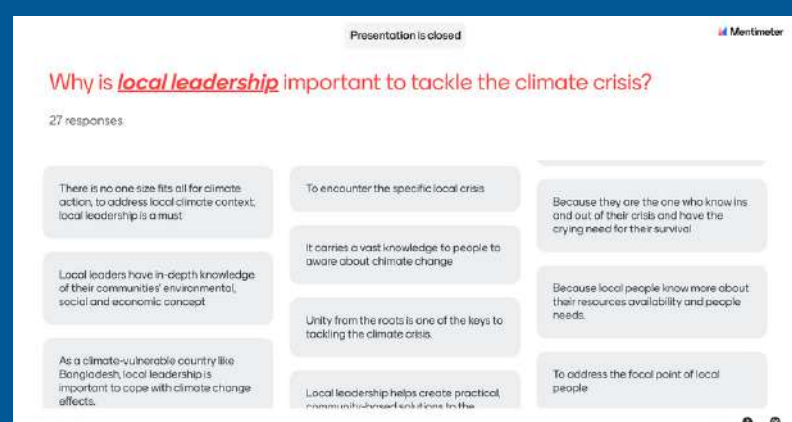 Presentation is closed
Mentimeter
Why is local leadership important to tackle the climate crisis?
27 responses
There is no one size fits all for climate
action, to address local climate context,
local leadership is a must
Local leaders have in-depth knowledge
of their communities' environmental,
social and economic concept
As a climate-vulnerable country like
Bangladesh, local leadership is
important to cope with climate change
effects.
To encounter the specific local crisis
It carries a vast knowledge to people to
aware about chimate change
Unity from the roots is one of the keys to
tackling the climate crisis.
Local leadership helps create practical,
community-based solutions to the
Because they are the one who know ins
and out of their crisis and have the
crying need for their survival
Because local people know more about
their resources availability and people
needs.
To address the focal point of local
people